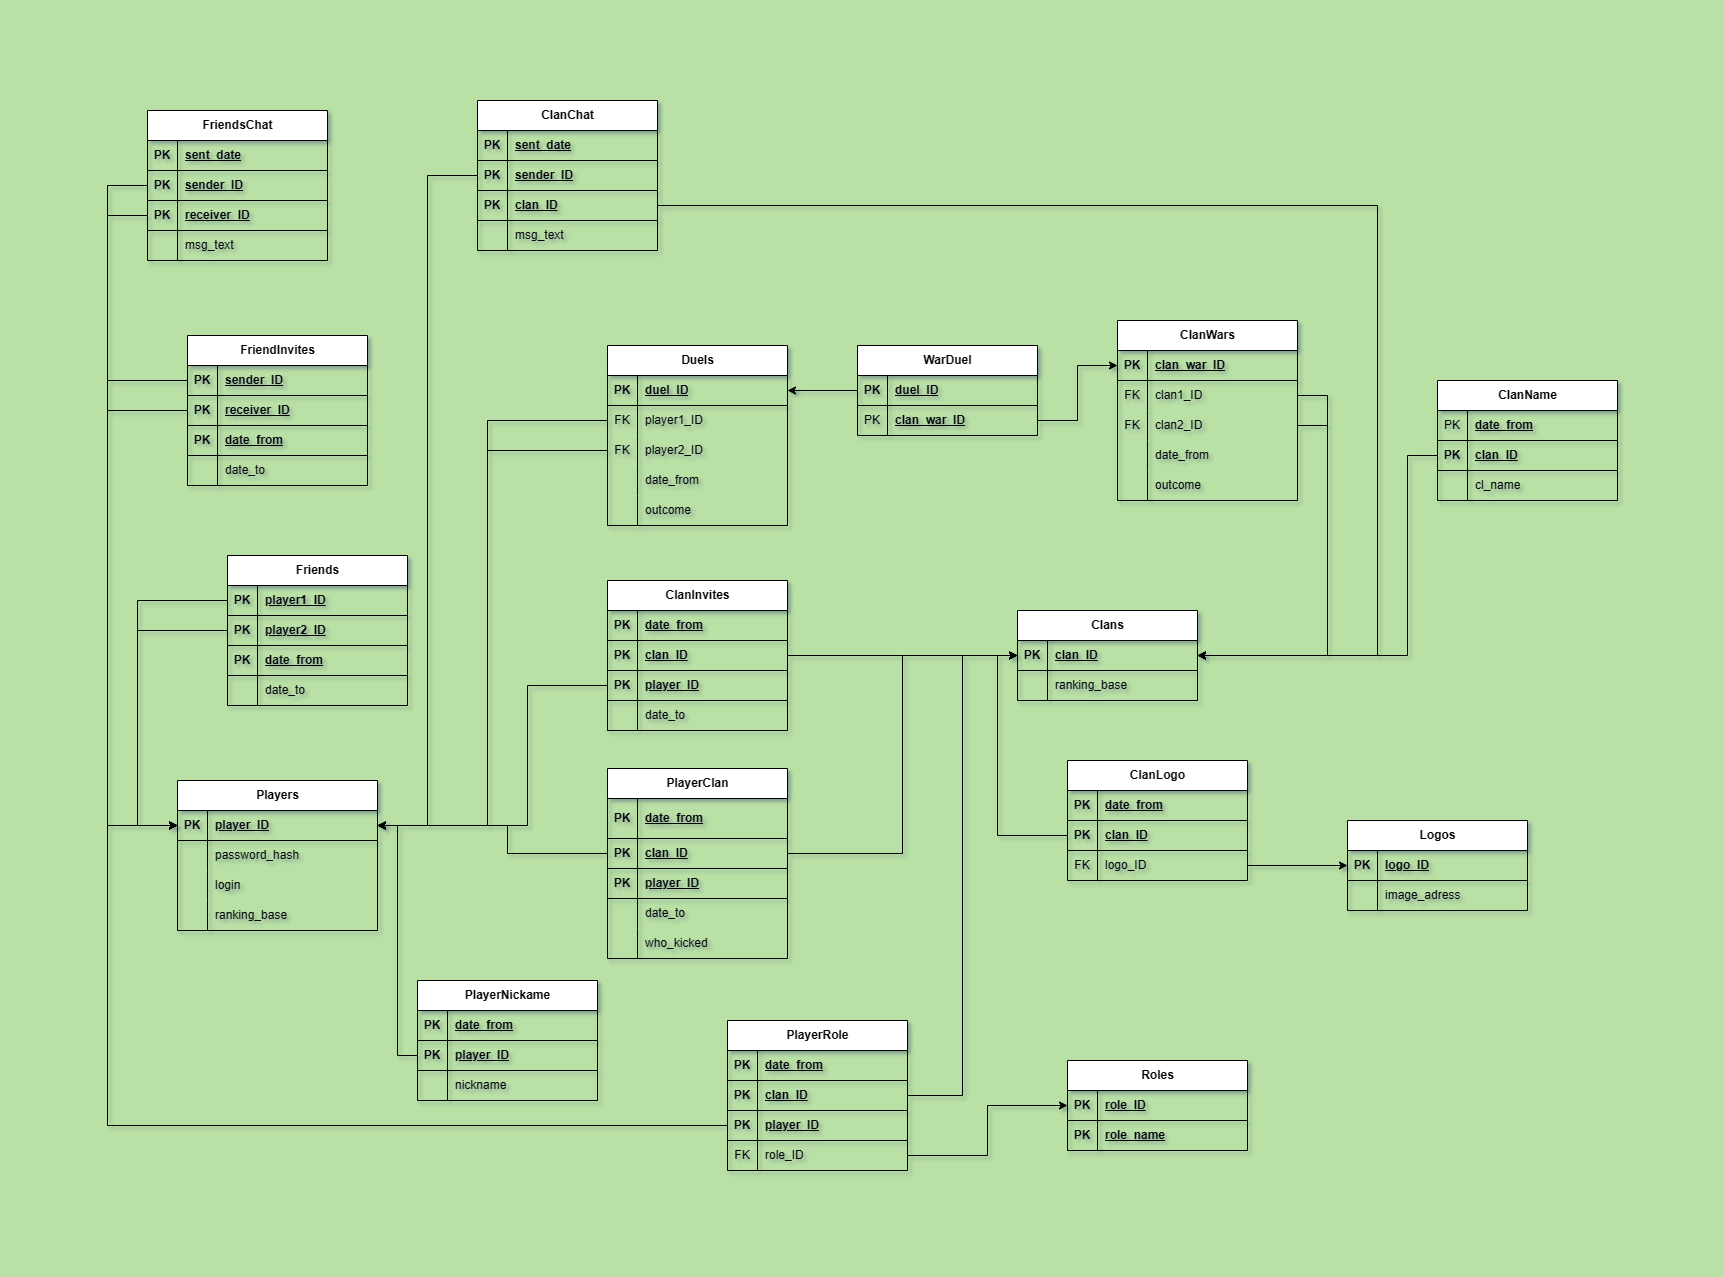 FriendsChat
PK sent_date
PK sender_ID
PK receiver_ID
msg_text
ClanChat
PK sent_date
PK sender_ID
PK clan_ID
msg_text
FriendInvites
PK sender_ID
PK receiver_ID
PK date_from
date_to
Duels
PK duel_ID
FK player1_ID
FK player2_ID
date_from
outcome
WarDuel
PK duel_ID
PK clan_war_ID
ClanWars
PK clan_war_ID
FK clan1_ID
FK clan2_ID
date_from
outcome
ClanName
PK date_from
PK clan_ID
cl_name
Friends
PK player1_ID
PK player2_ID
PK date_from
date_to
ClanInvites
PK date_from
PK clan_ID
PK player_ID
date_to
Clans
PK clan_ID
ranking_base
Players
PK player_ID
password_hash
login
ranking_base
PlayerClan
PK date_from
PK clan_ID
PK player_ID
date_to
who_kicked
ClanLogo
PK date_from
PK clan_ID
FK logo_ID
Logos
PK logo_ID
image_adress
PlayerNickame
PK date_from
PK player_ID
nickname
PlayerRole
PK date_from
PK clan_ID
PK player_ID
FK role_ID
Roles
PK role_ID
PK role_name